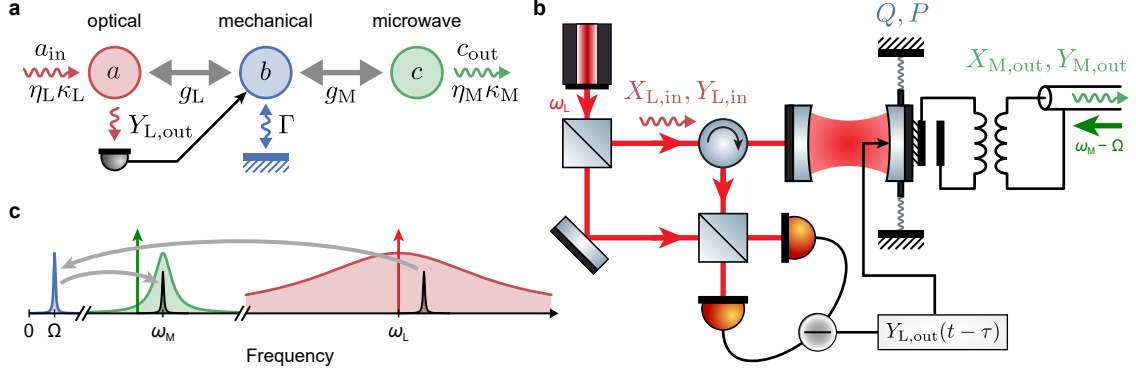 a
optical mechanical microwave
a_in c_out
a b c
η_L κ_L g_L g_M η_M κ_M
Y_L,out Γ
b
Q, P
X_M,out, Y_M,out
ω_L X_L,in, Y_L,in
ω_M − Ω
Y_L,out(t − τ)
c
0 Ω ω_M ω_L
Frequency